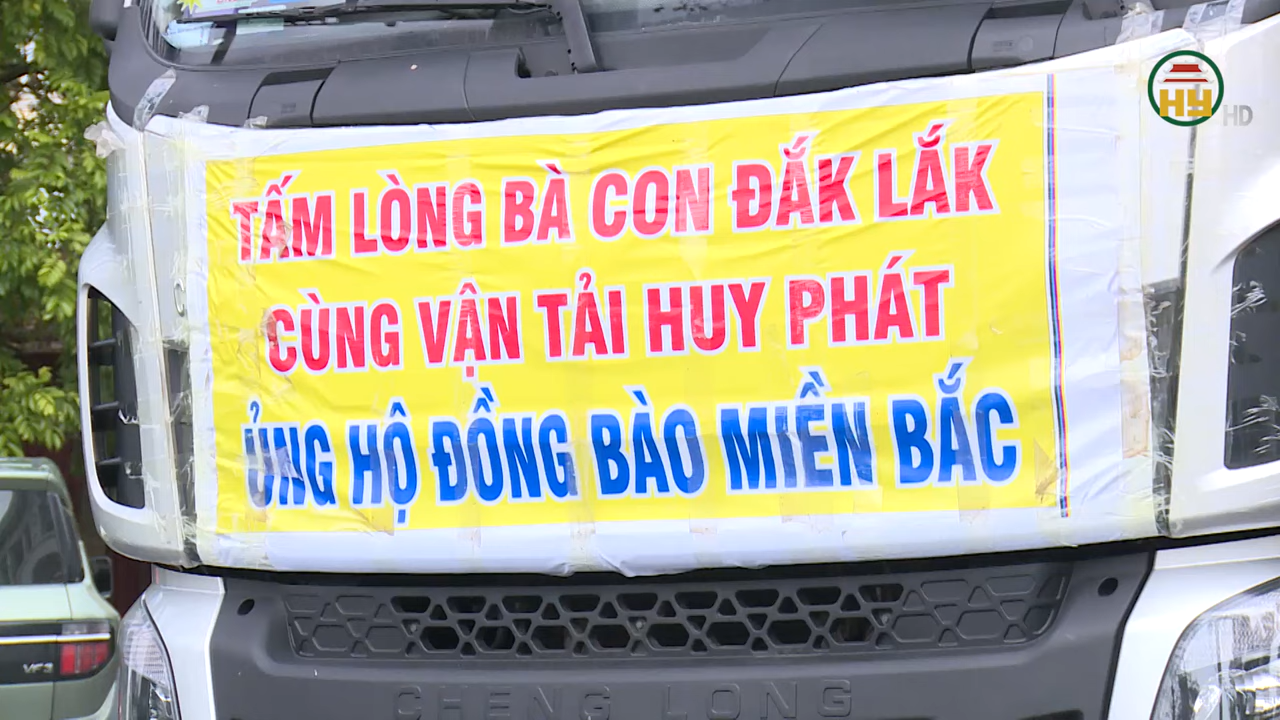 HY HD
TẤM LÒNG BÀ CON ĐẮK LẮK
CÙNG VẬN TẢI HUY PHÁT
ỦNG HỘ ĐỒNG BÀO MIỀN BẮC
CHENG LONG